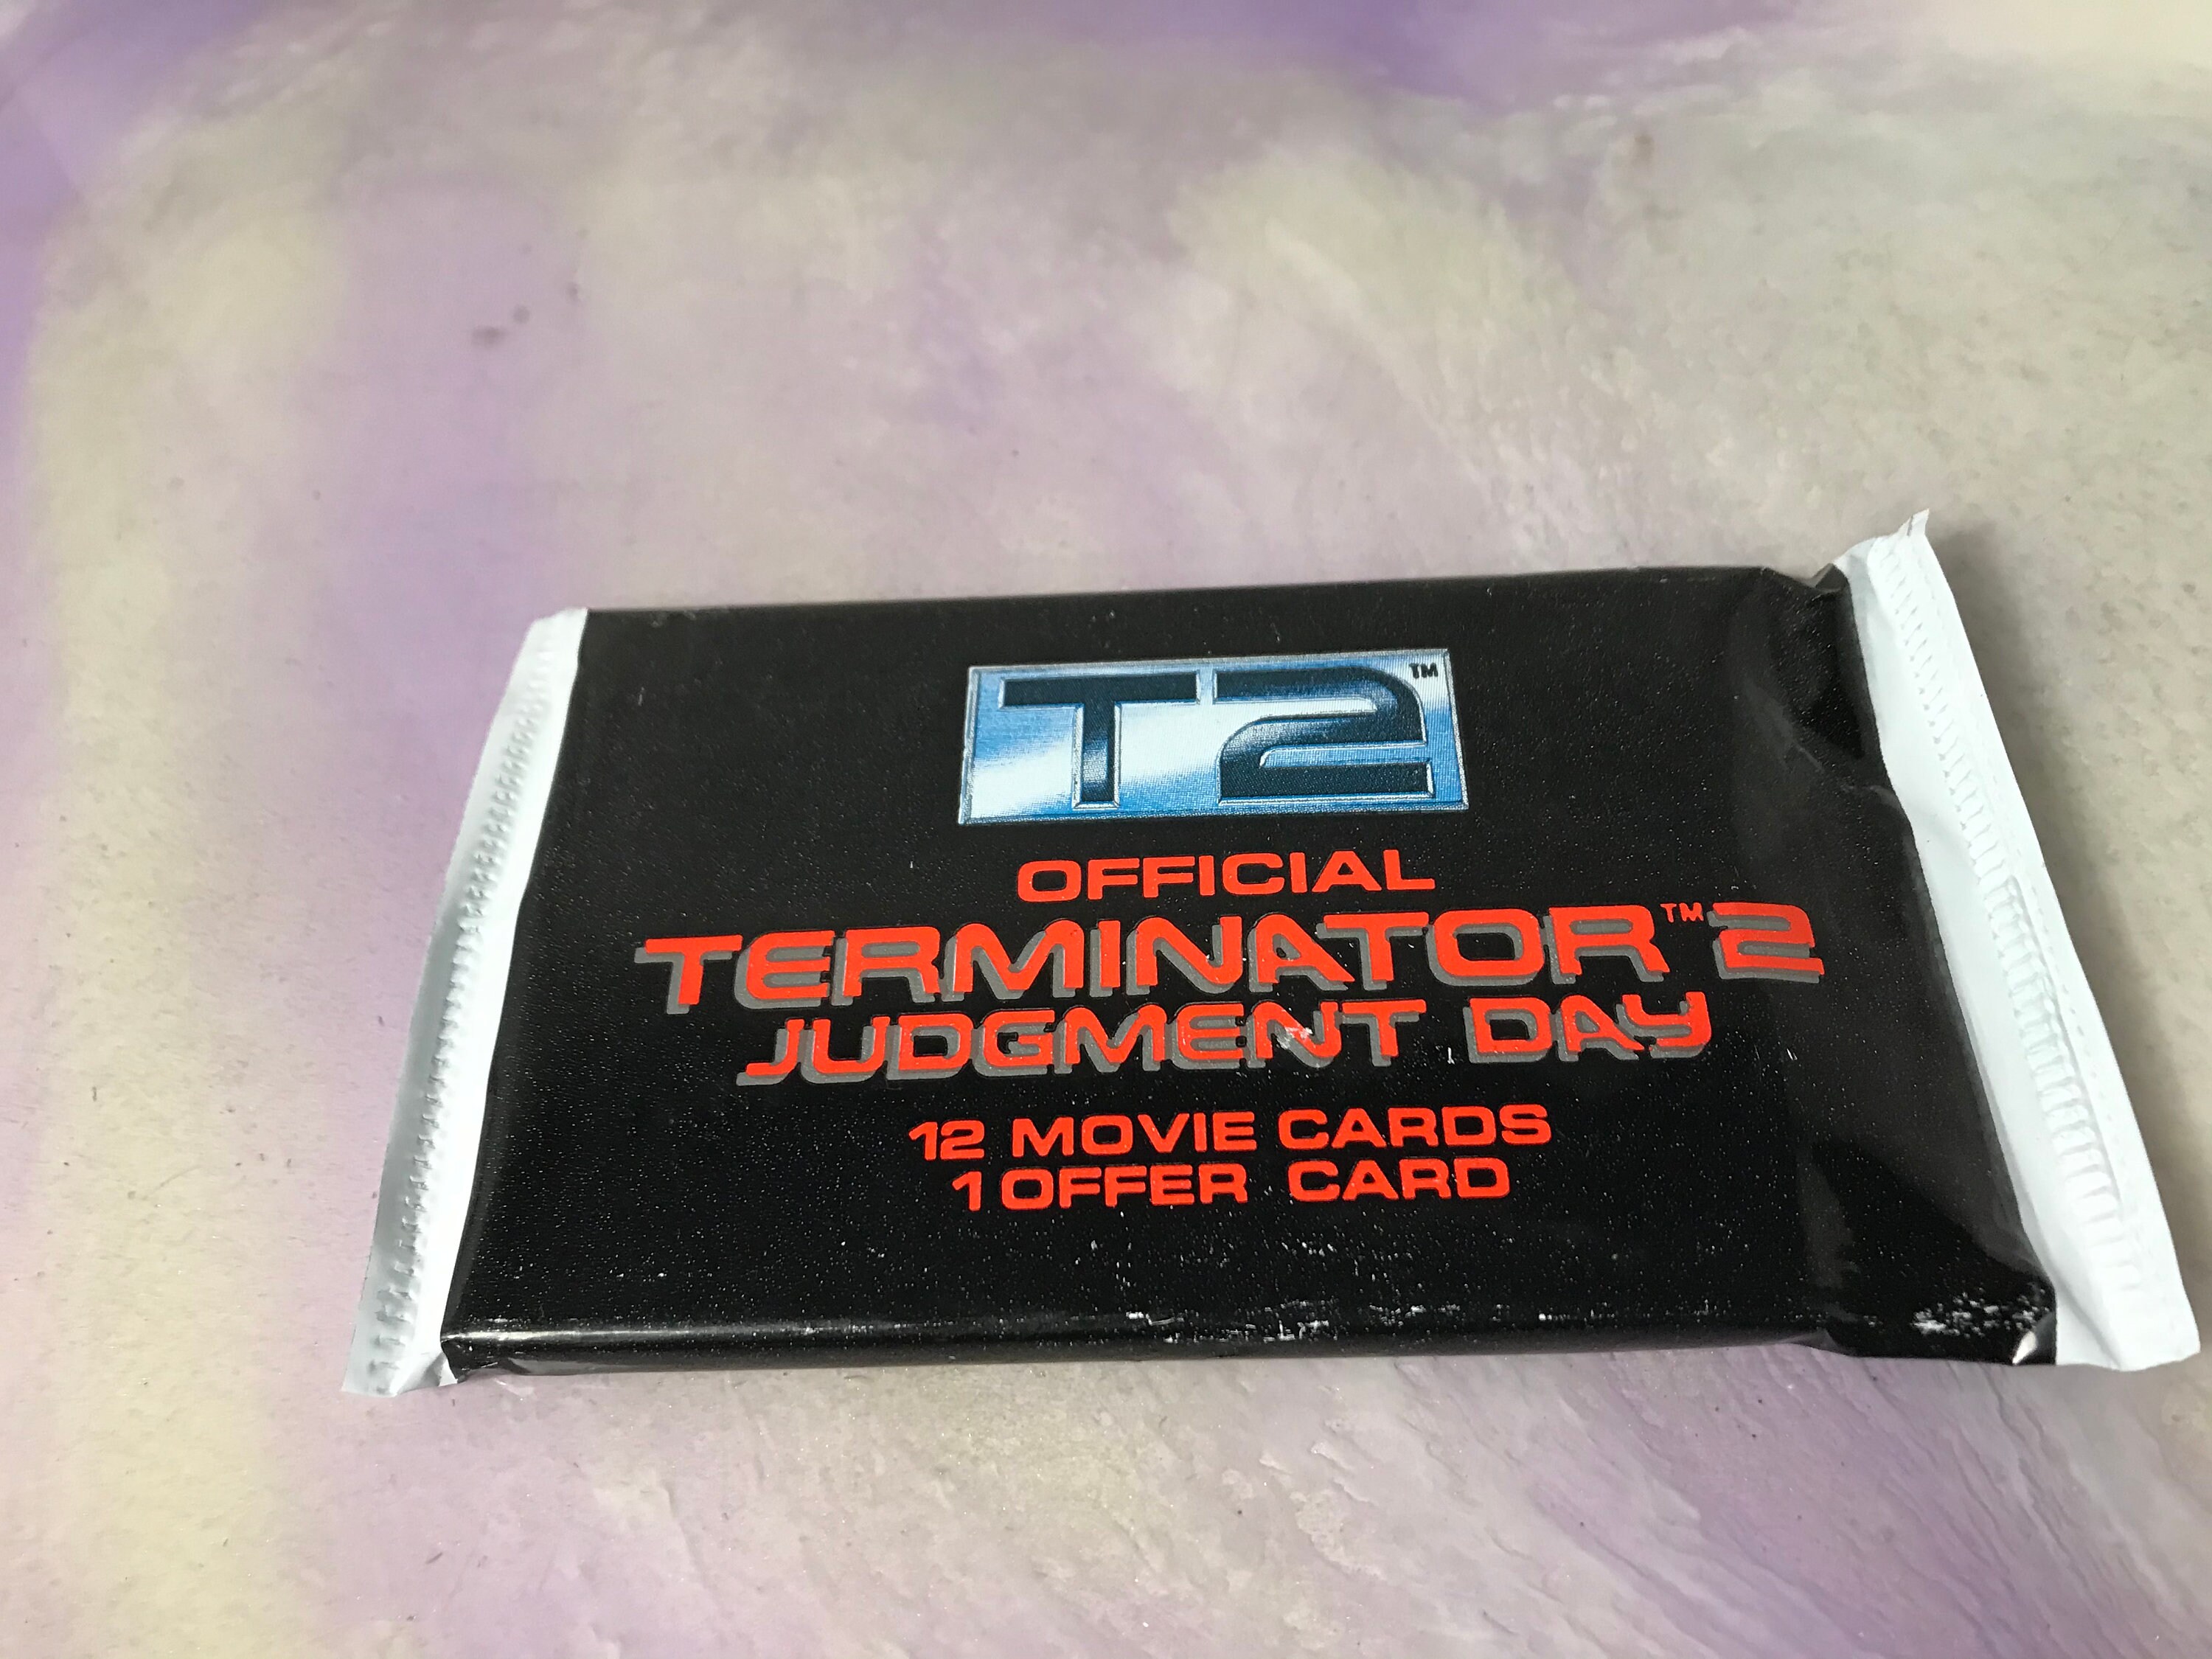 T2™
OFFICIAL
TERMINATOR™2
JUDGMENT DAY
12 MOVIE CARDS
1 OFFER CARD